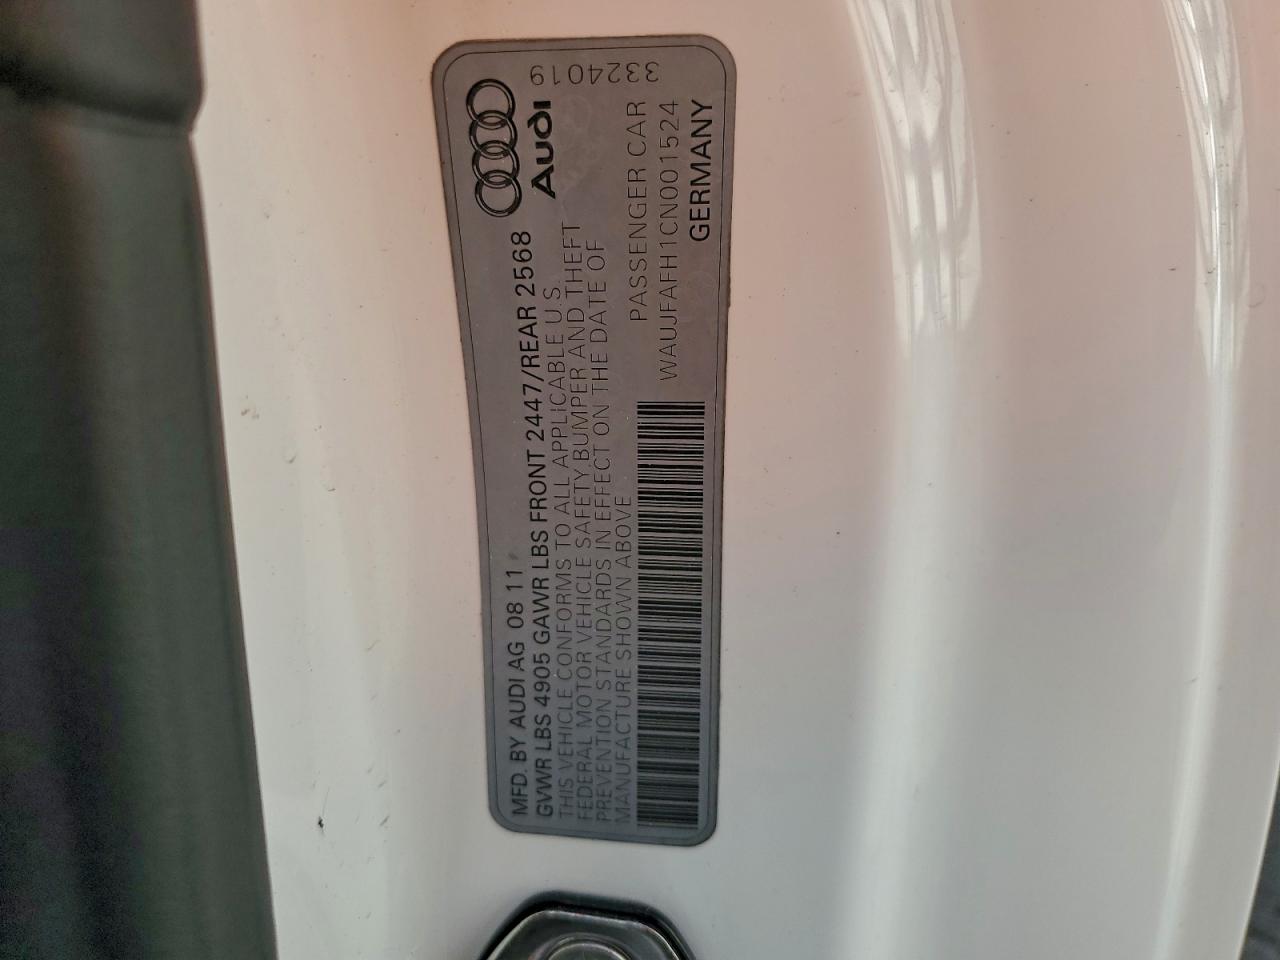 MFD. BY AUDI AG 08 11
GVWR LBS 4905 GAWR LBS FRONT 2447/REAR 2568
THIS VEHICLE CONFORMS TO ALL APPLICABLE U.S.
FEDERAL MOTOR VEHICLE SAFETY, BUMPER AND THEFT
PREVENTION STANDARDS IN EFFECT ON THE DATE OF
MANUFACTURE SHOWN ABOVE
Audi
3324019
PASSENGER CAR
WAUJFAFH1CN001524
GERMANY